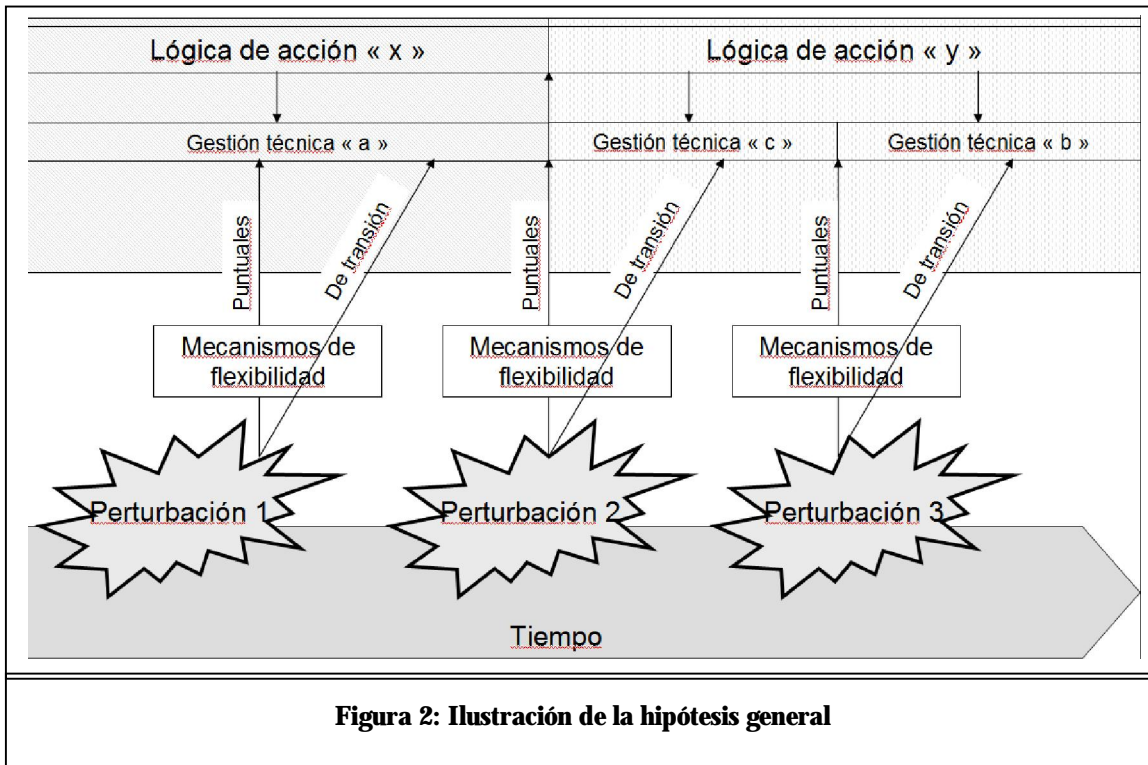 Lógica de acción « x »
Lógica de acción « y »
Gestión técnica « a »
Gestión técnica « c »
Gestión técnica « b »
Puntuales
De transión
Puntuales
De transión
Puntuales
De transión
Mecanismos de
flexibilidad
Mecanismos de
flexibilidad
Mecanismos de
flexibilidad
Perturbación 1
Perturbación 2
Perturbación 3
Tiempo
Figura 2: Ilustración de la hipótesis general